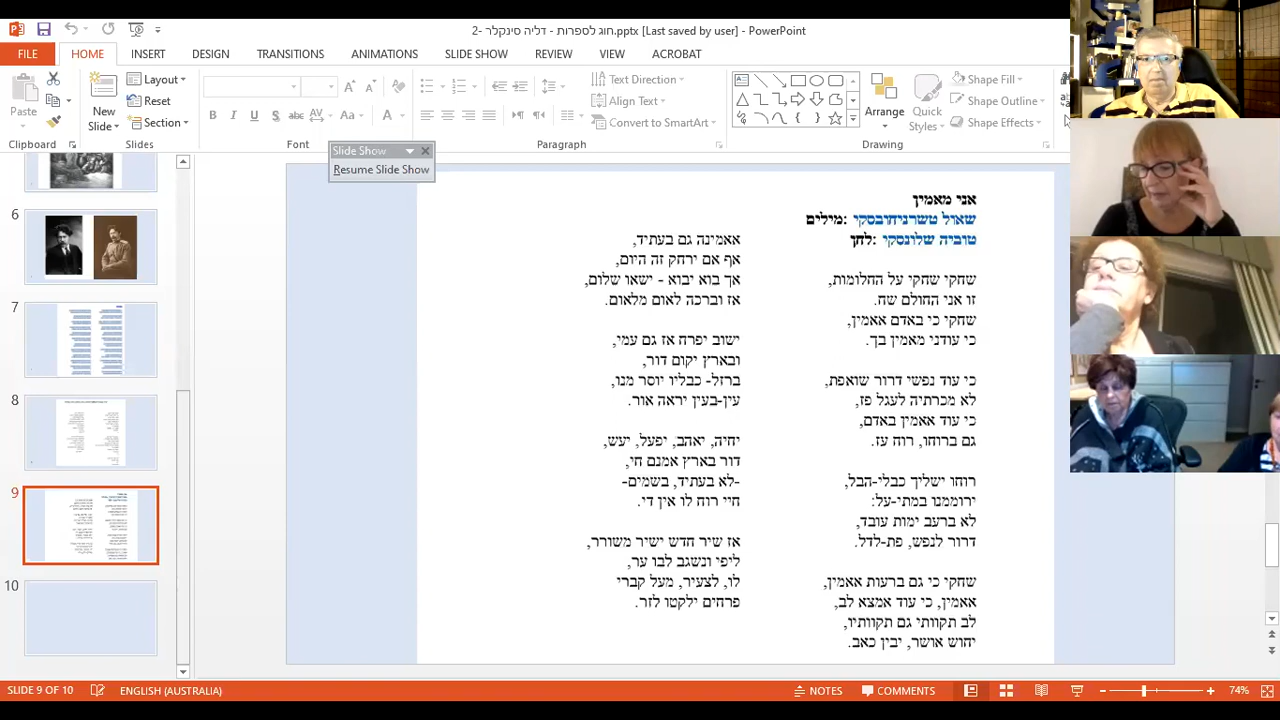 2- חוג לספרות - דליה סינקלר.pptx [Last saved by user] - PowerPoint
FILE HOME INSERT DESIGN TRANSITIONS ANIMATIONS SLIDE SHOW REVIEW VIEW ACROBAT
Paste
New Slide
Layout
Reset
Section
Text Direction
Align Text
Convert to SmartArt
Arrange
Quick Styles
Shape Fill
Shape Outline
Shape Effects
Clipboard Slides Font Paragraph Drawing
Slide Show
Resume Slide Show
6
7
8
9
10
אני מאמין
שאול טשרניחובסקי :מילים
טוביה שלונסקי :לחן
שחקי שחקי על החלומות,
זו אני החולם שח.
שחקי כי באדם אאמין,
כי עודני מאמין בך.
כי עוד נפשי דרור שואפת,
לא מכרתיה לעגל פז,
כי עוד אאמין באדם,
גם ברוחו, רוח עז.
רוחו ישליך כבלי-הבל,
ירוממנו במתי-על:
לא ברעב ימות עובד,
דרור לנפש, פת-לדל.
שחקי כי גם ברעות אאמין,
אאמין, כי עוד אמצא לב,
לב תקוותי גם תקוותיו,
יחוש אושר, יבין כאב.
אאמינה גם בעתיד,
אף אם ירחק זה היום,
אך בוא יבוא - ישאו שלום,
אז וברכה לאום מלאום.
ישוב יפרח אז גם עמי,
ובארץ יקום דור,
ברזל- כבליו יוסר מנו,
עין-בעין יראה אור.
יחיה, יאהב, יפעל, יעש,
דור בארץ אמנם חי,
-לא בעתיד, בשמים-
חיי רוח לו אין די.
אז שיר חדש ישיר משורר,
ליפי ונשגב לבו ער,
לו, לצעיר, מעל קברי
פרחים ילקטו לזר.
SLIDE 9 OF 10 ENGLISH (AUSTRALIA) NOTES COMMENTS 74%